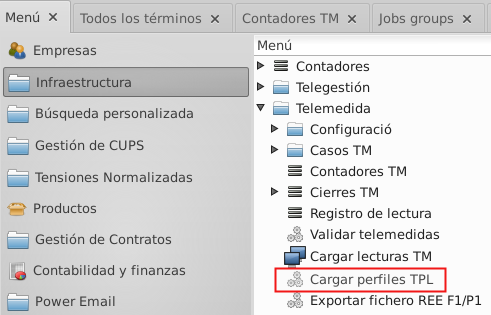 Menú
Todos los términos
Contadores TM
Jobs groups
Empresas
Infraestructura
Búsqueda personalizada
Gestión de CUPS
Tensiones Normalizadas
Productos
Gestión de Contratos
Contabilidad y finanzas
Power Email
Menú
Contadores
Telegestión
Telemedida
Configuració
Casos TM
Contadores TM
Cierres TM
Registro de lectura
Validar telemedidas
Cargar lecturas TM
Cargar perfiles TPL
Exportar fichero REE F1/P1